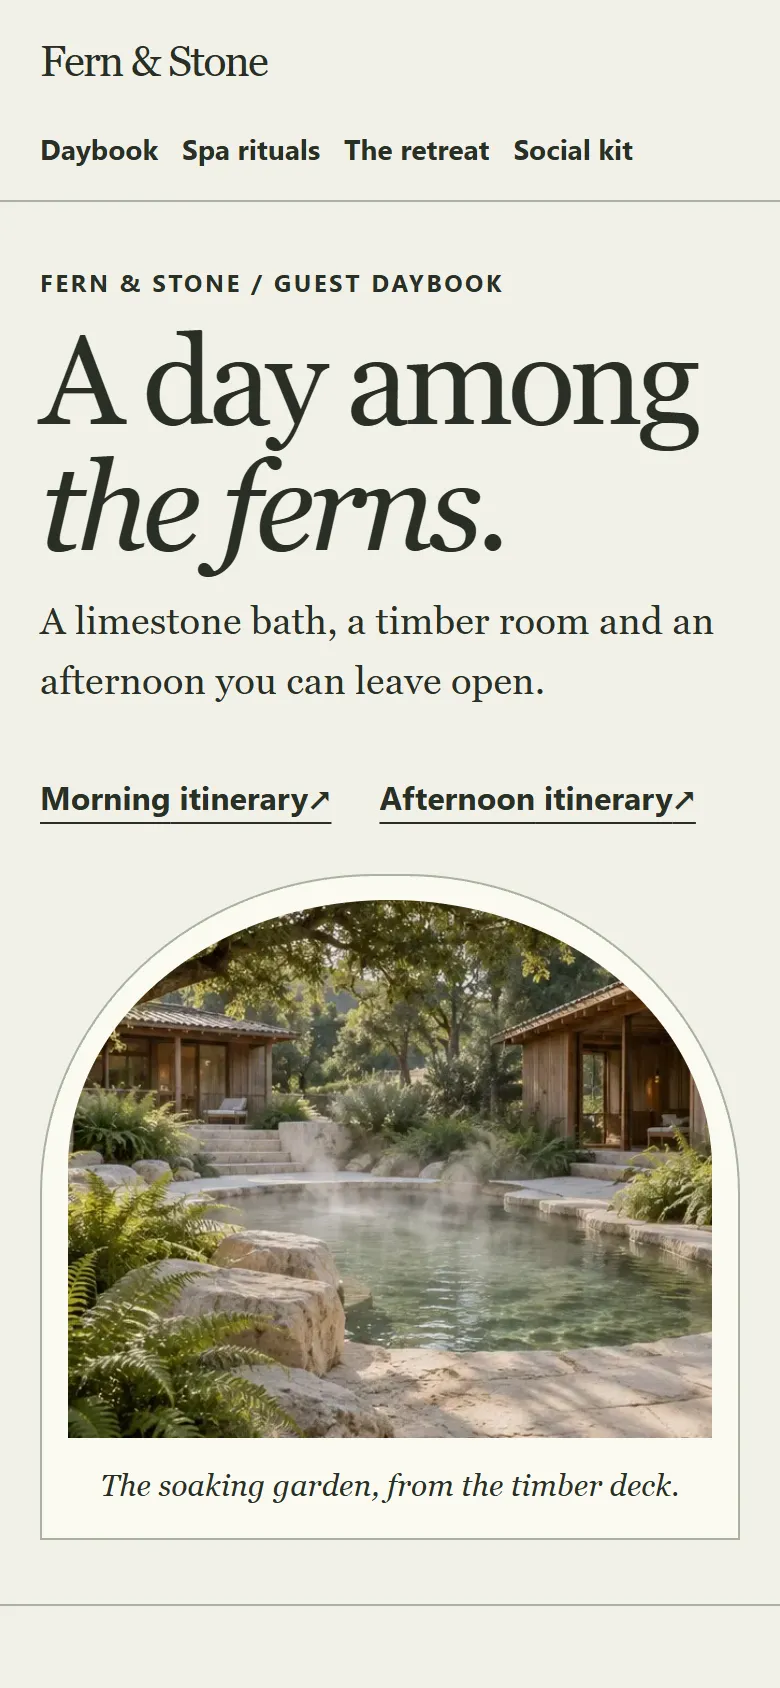 Fern & Stone
Daybook Spa rituals The retreat Social kit
FERN & STONE / GUEST DAYBOOK
A day among
the ferns.
A limestone bath, a timber room and an
afternoon you can leave open.
Morning itinerary↗ Afternoon itinerary↗
The soaking garden, from the timber deck.